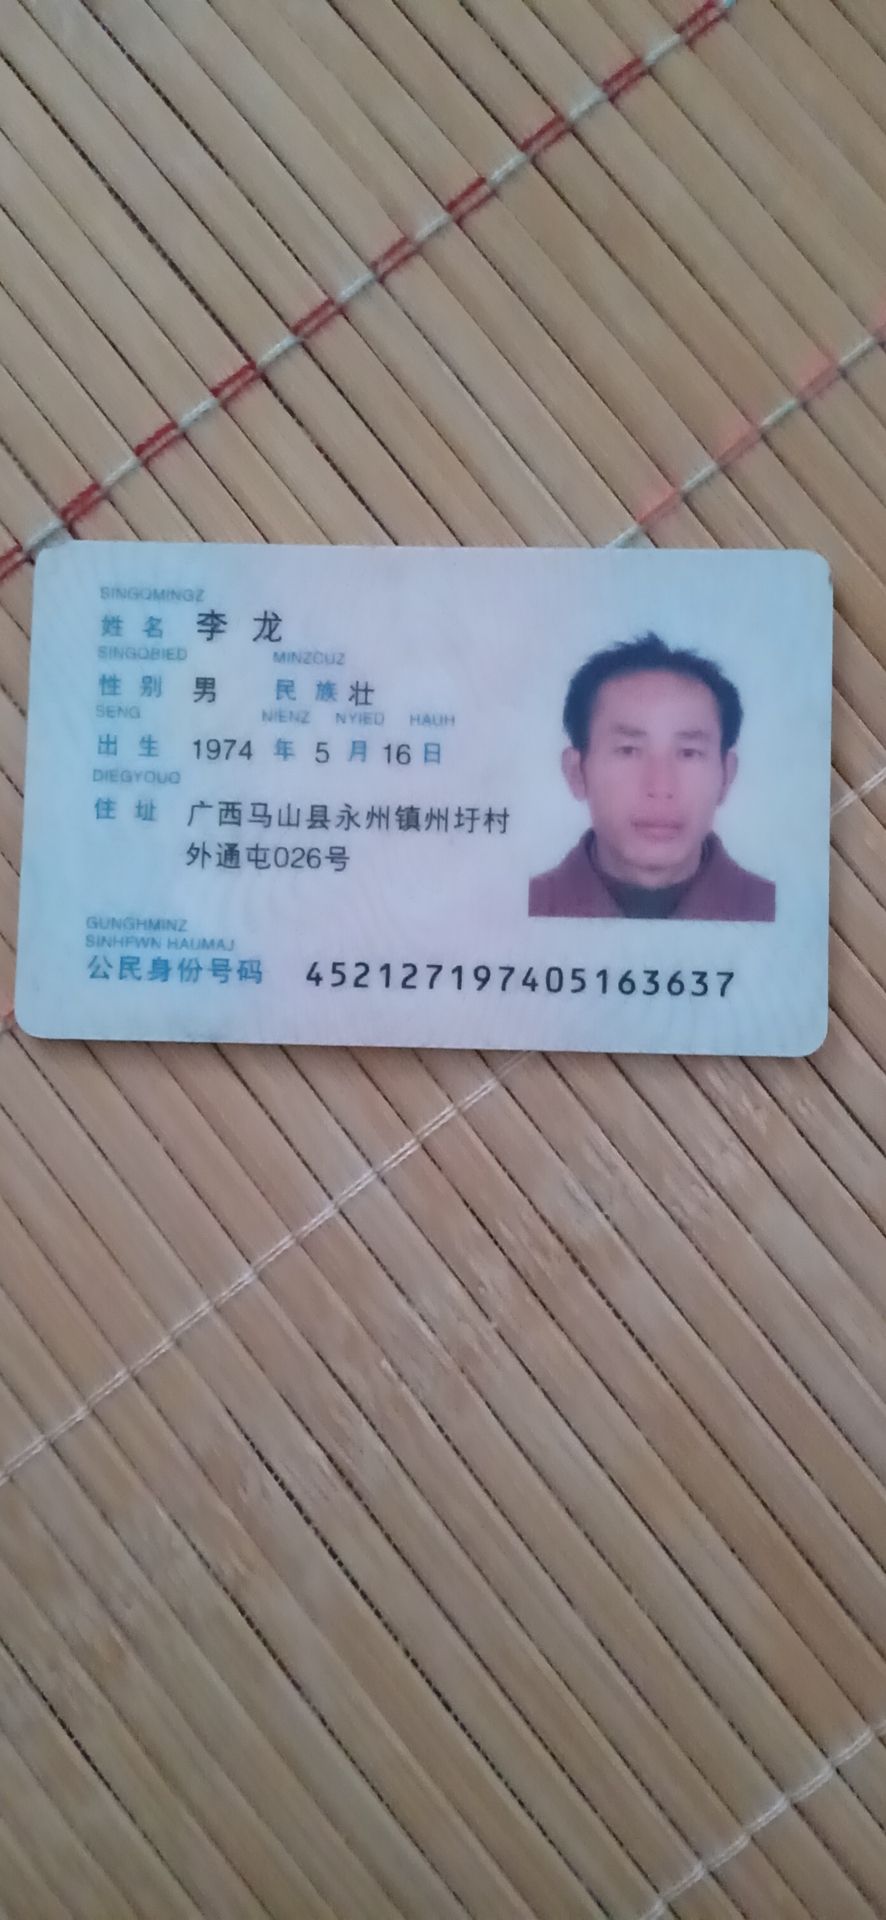 SINGQMINGZ
姓名 李龙
SINGQBIED MINZCUZ
性别 男 民族 壮
SENG NIENZ NYIED HAUH
出生 1974 年 5 月 16 日
DIEGYOUQ
住址 广西马山县永州镇州圩村
外通屯026号
GUNGHMINZ
SINHFWN HAUMAJ
公民身份号码 452127197405163637